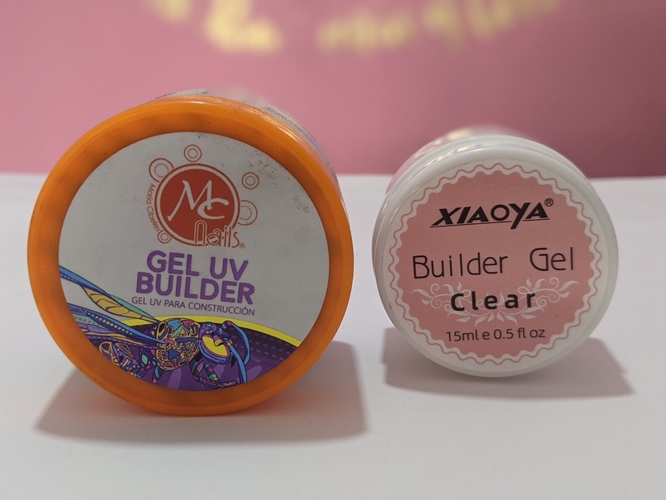 MC
Nails®
GEL UV
BUILDER
GEL UV PARA CONSTRUCCIÓN
XIAOYA®
Builder Gel
Clear
15ml e 0.5 fl oz